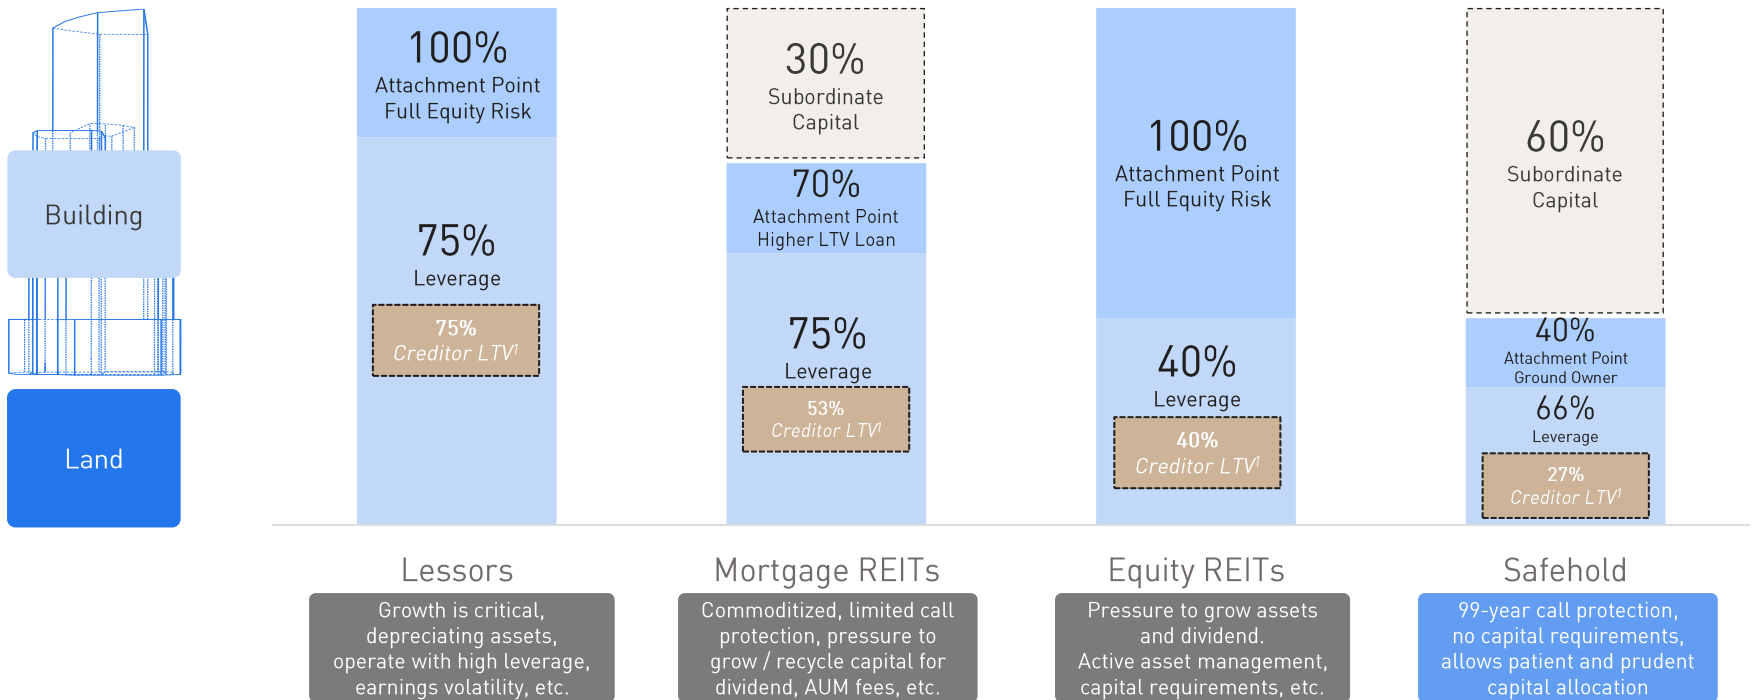 Building
Land
100%
Attachment Point
Full Equity Risk
75%
Leverage
75%
Creditor LTV¹
Lessors
Growth is critical,
depreciating assets,
operate with high leverage,
earnings volatility, etc.
30%
Subordinate
Capital
70%
Attachment Point
Higher LTV Loan
75%
Leverage
53%
Creditor LTV¹
Mortgage REITs
Commoditized, limited call
protection, pressure to
grow / recycle capital for
dividend, AUM fees, etc.
100%
Attachment Point
Full Equity Risk
40%
Leverage
40%
Creditor LTV¹
Equity REITs
Pressure to grow assets
and dividend.
Active asset management,
capital requirements, etc.
60%
Subordinate
Capital
40%
Attachment Point
Ground Owner
66%
Leverage
27%
Creditor LTV¹
Safehold
99-year call protection,
no capital requirements,
allows patient and prudent
capital allocation